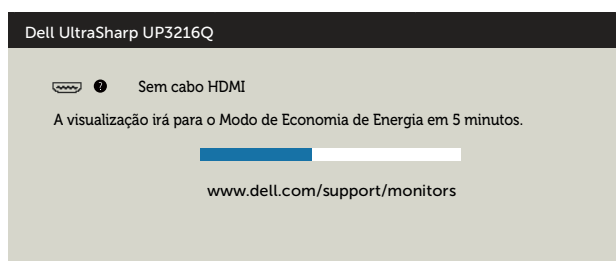 Dell UltraSharp UP3216Q
? Sem cabo HDMI
A visualização irá para o Modo de Economia de Energia em 5 minutos.
www.dell.com/support/monitors